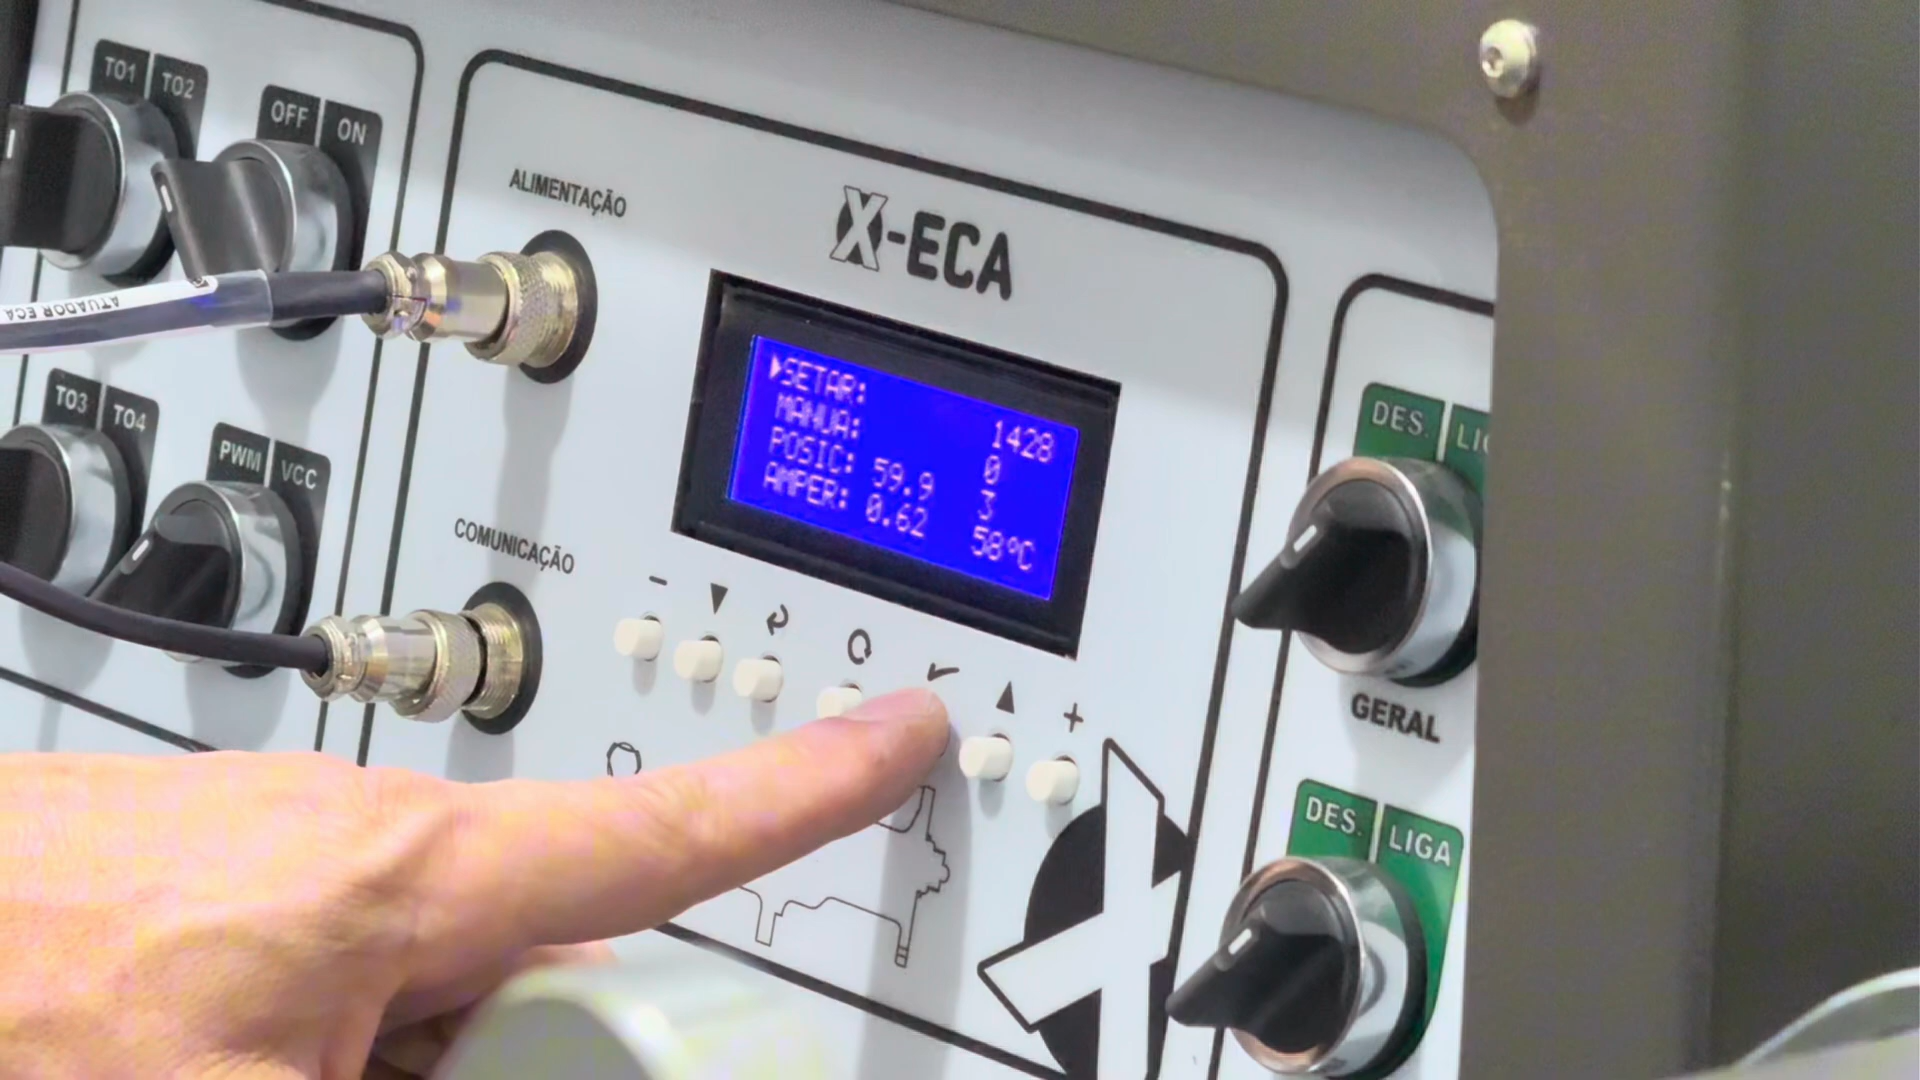 TO1 TO2
OFF ON
ATUADOR ECA
TO3 TO4
PWM VCC
ALIMENTAÇÃO
COMUNICAÇÃO
X-ECA
▶SETAR: 1428
MANUA: 0
POSIC: 59.9 3
AMPER: 0.62 58ºC
- ▼ ▲ +
DES.
GERAL
DES. LIGA